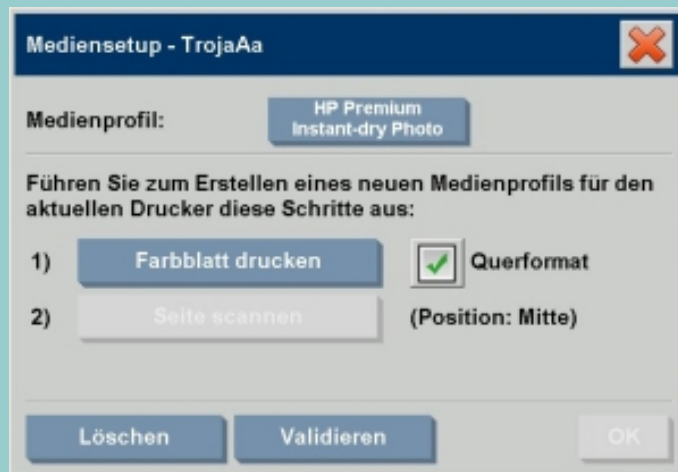 Mediensetup - TrojaAa
Medienprofil:
HP Premium
Instant-dry Photo
Führen Sie zum Erstellen eines neuen Medienprofils für den
aktuellen Drucker diese Schritte aus:
1) Farbblatt drucken Querformat
2) Seite scannen (Position: Mitte)
Löschen Validieren OK